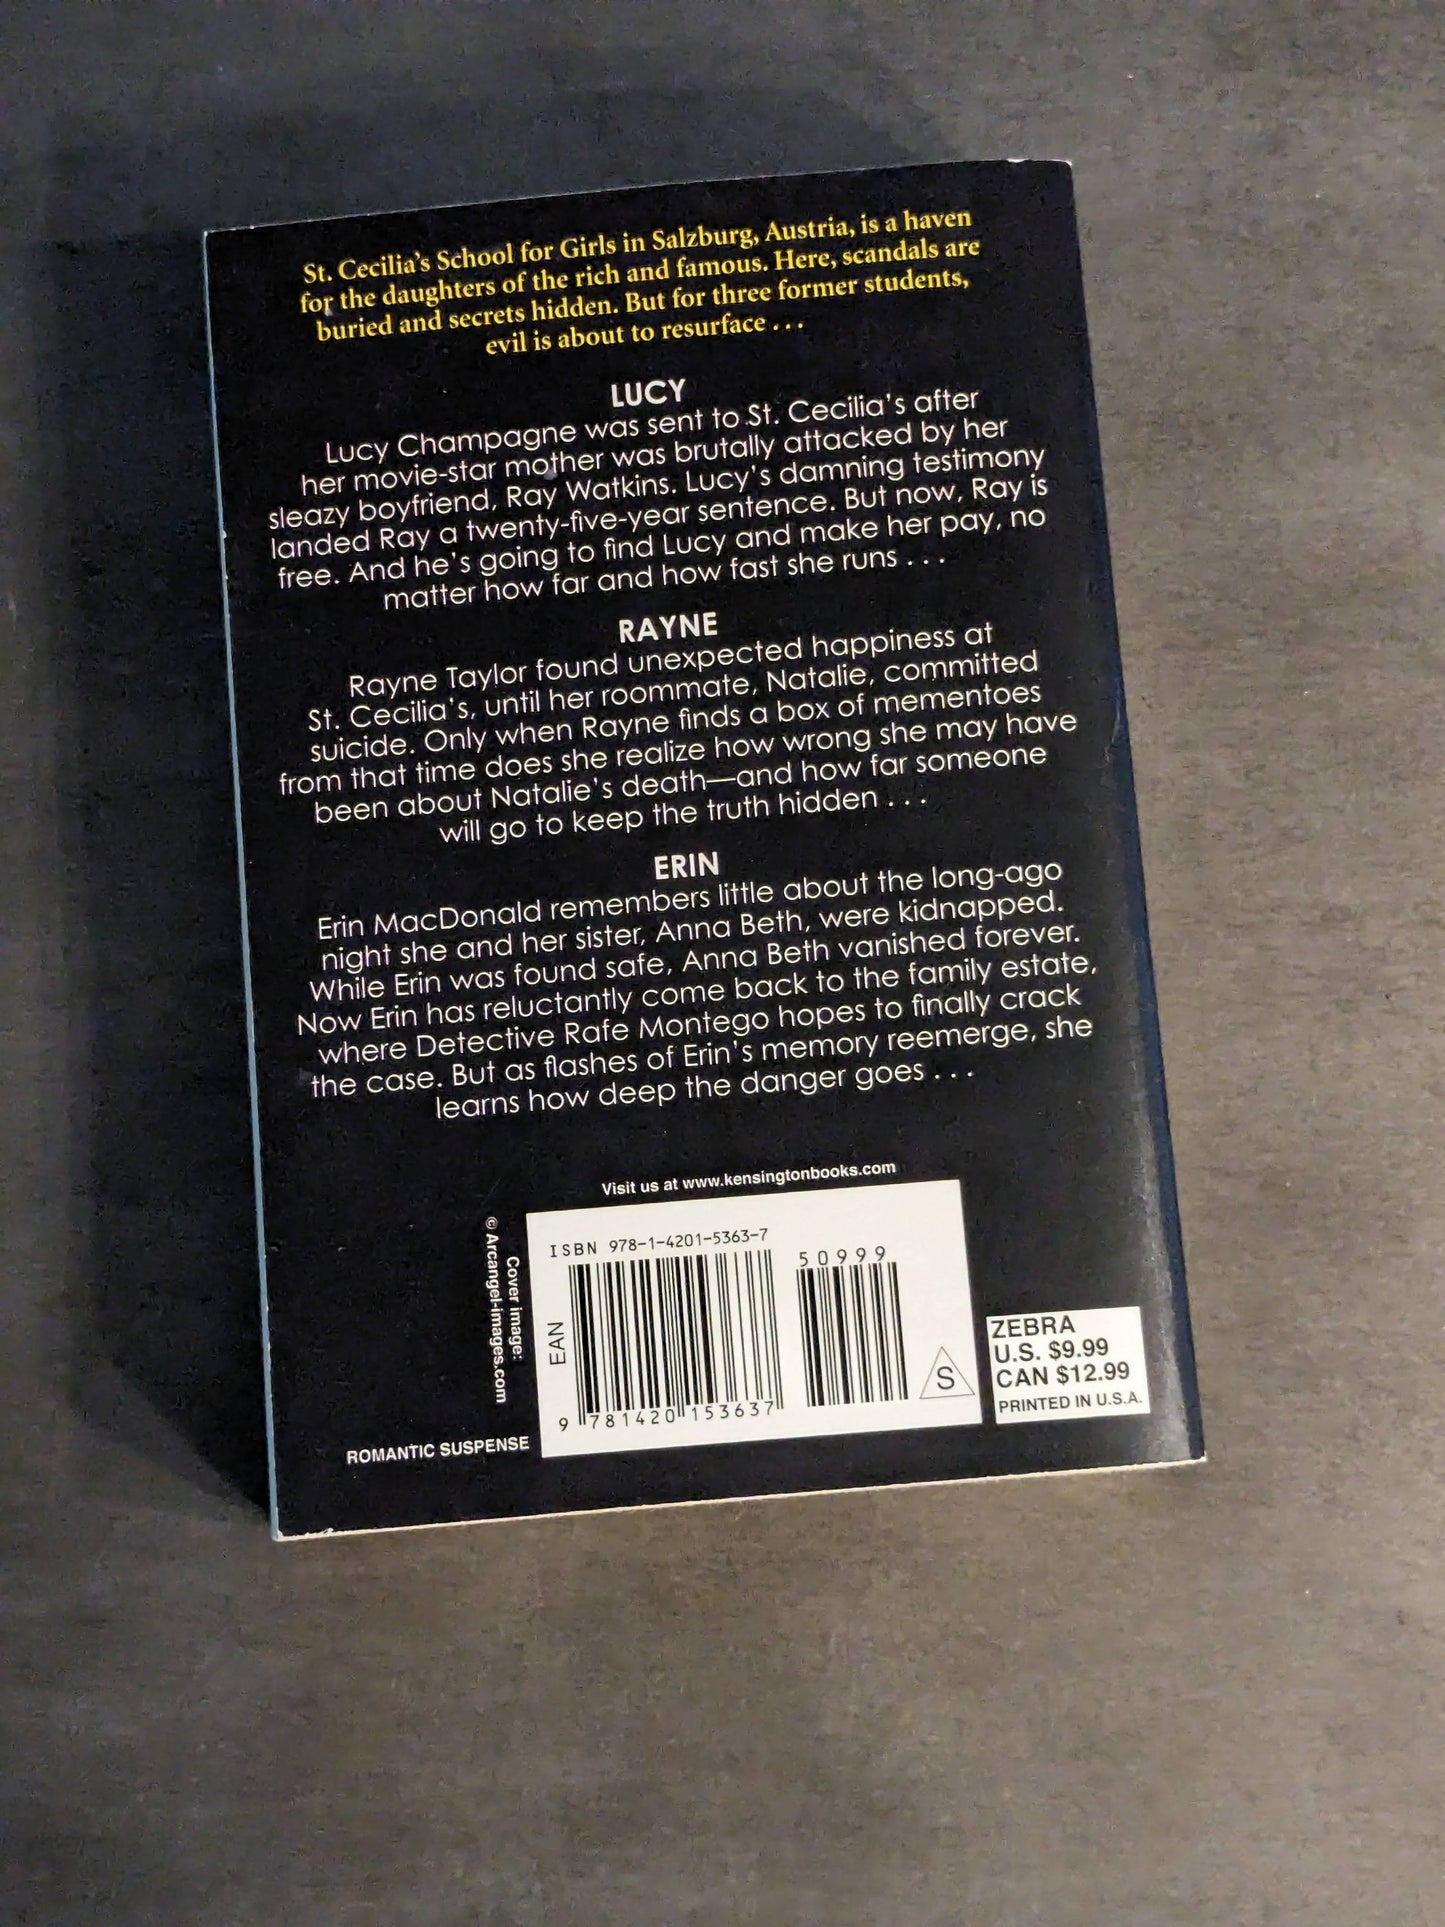 St. Cecilia's School for Girls in Salzburg, Austria, is a haven
for the daughters of the rich and famous. Here, scandals are
buried and secrets hidden. But for three former students,
evil is about to resurface . . .
LUCY
Lucy Champagne was sent to St. Cecilia's after
her movie-star mother was brutally attacked by her
sleazy boyfriend, Ray Watkins. Lucy's damning testimony
landed Ray a twenty-five-year sentence. But now, Ray is
free. And he's going to find Lucy and make her pay, no
matter how far and how fast she runs . . .
RAYNE
Rayne Taylor found unexpected happiness at
St. Cecilia's, until her roommate, Natalie, committed
suicide. Only when Rayne finds a box of mementoes
from that time does she realize how wrong she may have
been about Natalie's death—and how far someone
will go to keep the truth hidden . . .
ERIN
Erin MacDonald remembers little about the long-ago
night she and her sister, Anna Beth, were kidnapped.
While Erin was found safe, Anna Beth vanished forever.
Now Erin has reluctantly come back to the family estate,
where Detective Rafe Montego hopes to finally crack
the case. But as flashes of Erin's memory reemerge, she
learns how deep the danger goes . . .
Visit us at www.kensingtonbooks.com
Cover image:
© Arcangel-images.com
ISBN 978-1-4201-5363-7
50999
EAN
9 781420 153637
S
ZEBRA
U.S. $9.99
CAN $12.99
PRINTED IN U.S.A.
ROMANTIC SUSPENSE